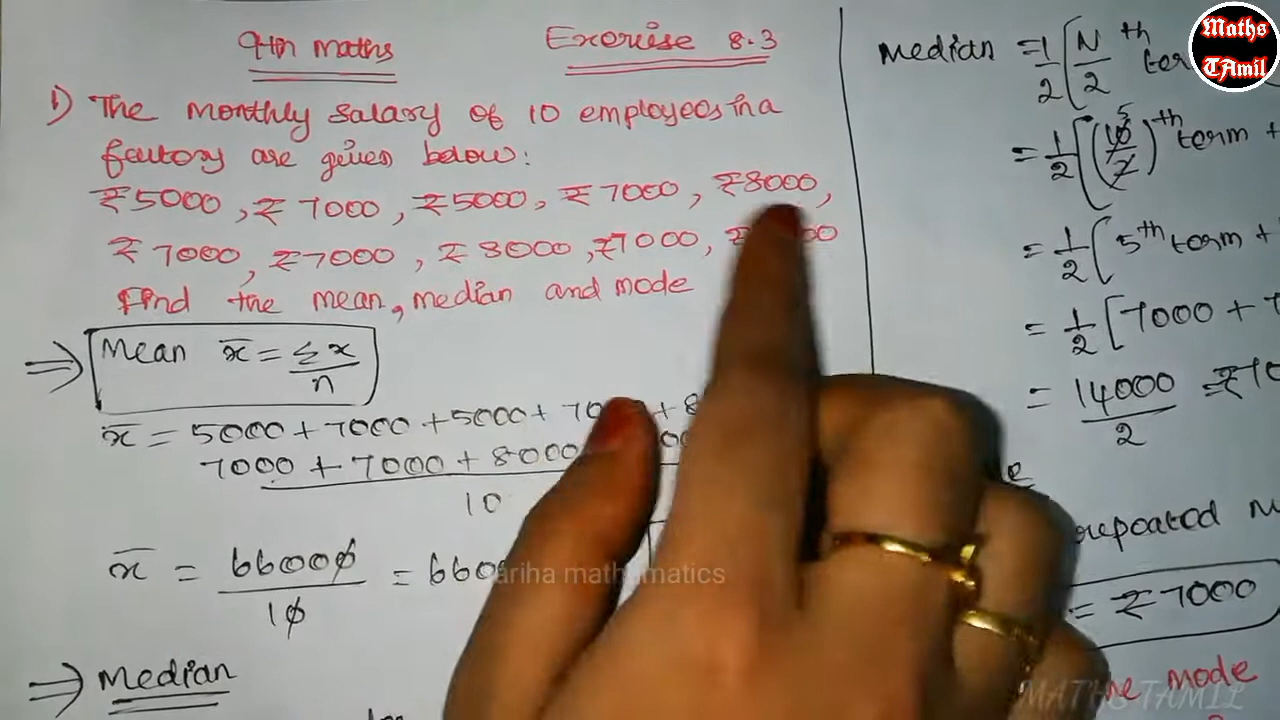 9th maths
Exercise 8.3
1) The monthly salary of 10 employees in a
factory are given below:
₹5000, ₹7000, ₹5000, ₹7000, ₹8000,
₹7000, ₹7000, ₹8000, ₹7000,
Find the mean, median and mode
⇒ Mean x̄ = Σx/n
x̄ = 5000 + 7000 + 5000 +
7000 + 7000 + 8000
10
x̄ = 66000/10 =
⇒ Median
Median = 1/2 [N/2 th
= 1/2 [(10/2)th term +
= 1/2 (5th term +
= 1/2 [7000 +
= 14000/2 =
repeated
= ₹7000
mode
Maths
TAmil
ariha mathematics
MATHS TAMIL